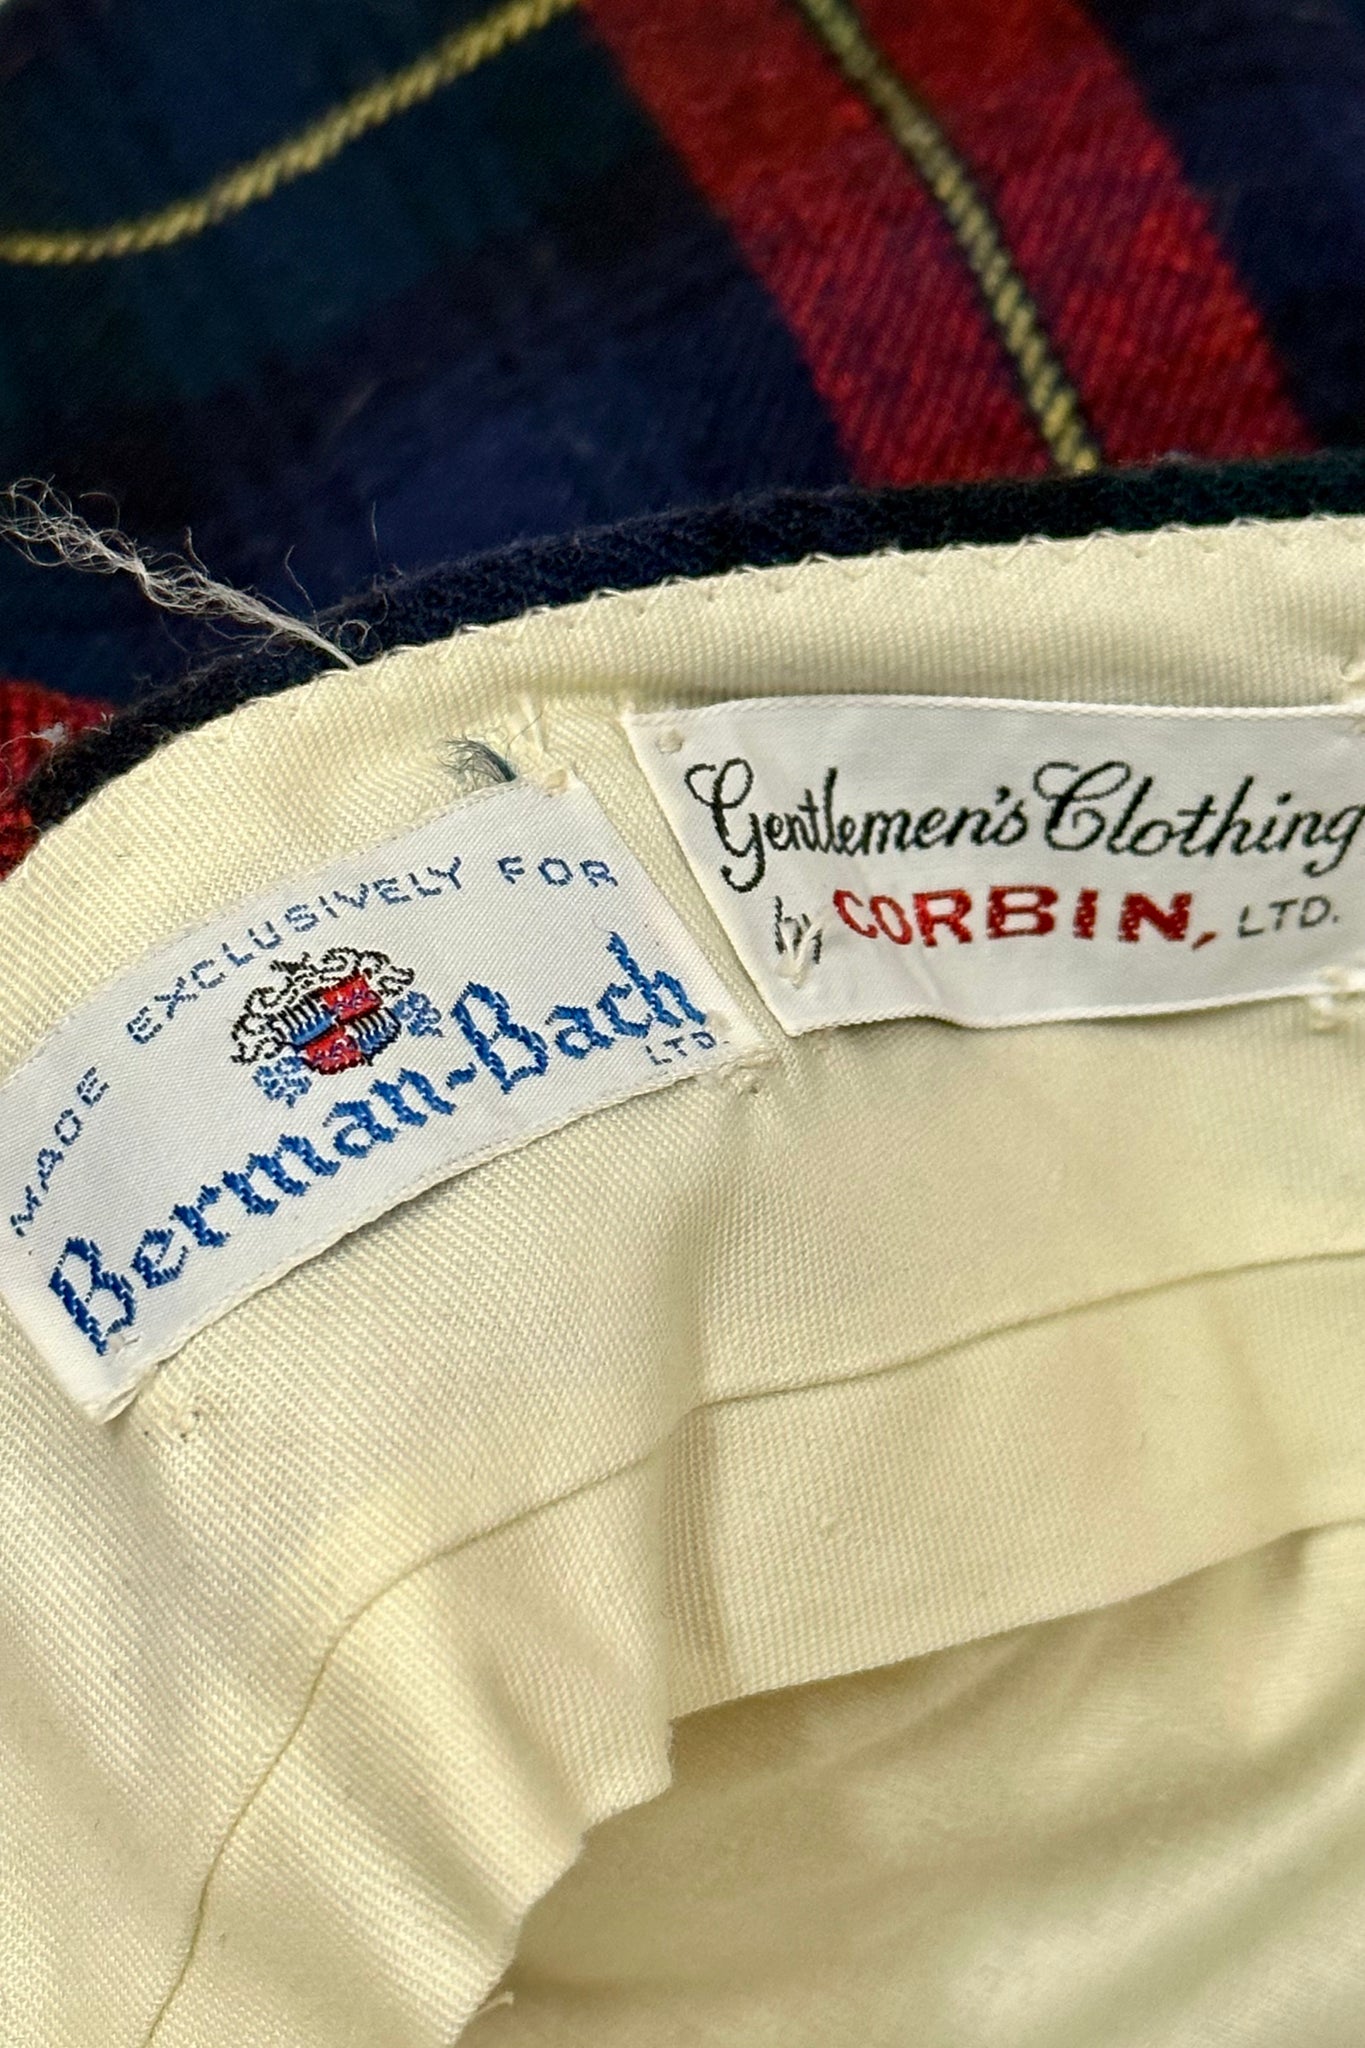 MADE EXCLUSIVELY FOR
Berman-Bach
LTD.
Gentlemen's Clothing
by CORBIN, LTD.